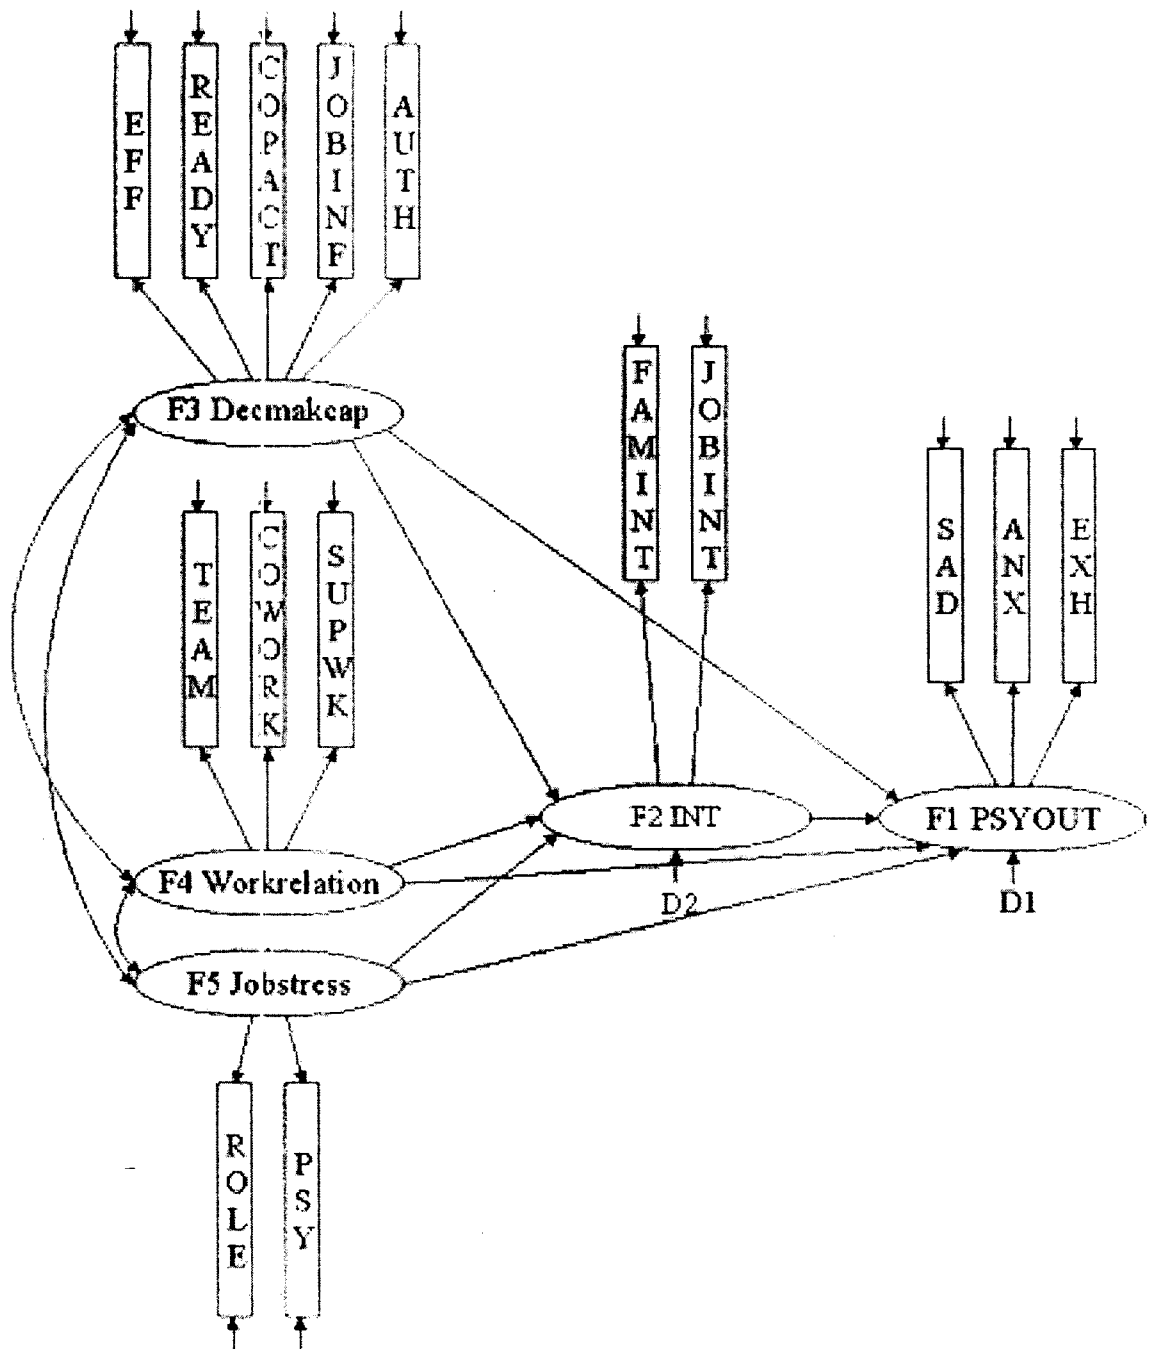 EFF
READY
COPACT
JOBINF
AUTH
F3 Decmakcap
FAMINT
JOBINT
SAD
ANX
EXH
TEAM
COWORK
SUPWK
F2 INT
F1 PSYOUT
F4 Workrelation
D2
D1
F5 Jobstress
ROLE
PSY